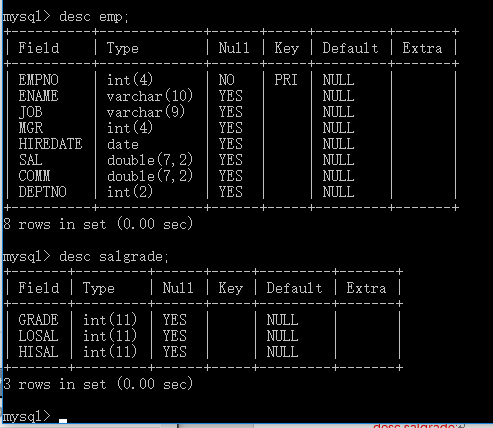 mysql> desc emp;
+----------+-------------+------+-----+---------+-------+
| Field    | Type        | Null | Key | Default | Extra |
+----------+-------------+------+-----+---------+-------+
| EMPNO    | int(4)      | NO   | PRI | NULL    |       |
| ENAME    | varchar(10) | YES  |     | NULL    |       |
| JOB      | varchar(9)  | YES  |     | NULL    |       |
| MGR      | int(4)      | YES  |     | NULL    |       |
| HIREDATE | date        | YES  |     | NULL    |       |
| SAL      | double(7,2) | YES  |     | NULL    |       |
| COMM     | double(7,2) | YES  |     | NULL    |       |
| DEPTNO   | int(2)      | YES  |     | NULL    |       |
+----------+-------------+------+-----+---------+-------+
8 rows in set (0.00 sec)
mysql> desc salgrade;
+-------+---------+------+-----+---------+-------+
| Field | Type    | Null | Key | Default | Extra |
+-------+---------+------+-----+---------+-------+
| GRADE | int(11) | YES  |     | NULL    |       |
| LOSAL | int(11) | YES  |     | NULL    |       |
| HISAL | int(11) | YES  |     | NULL    |       |
+-------+---------+------+-----+---------+-------+
3 rows in set (0.00 sec)
mysql> _
desc salgrade